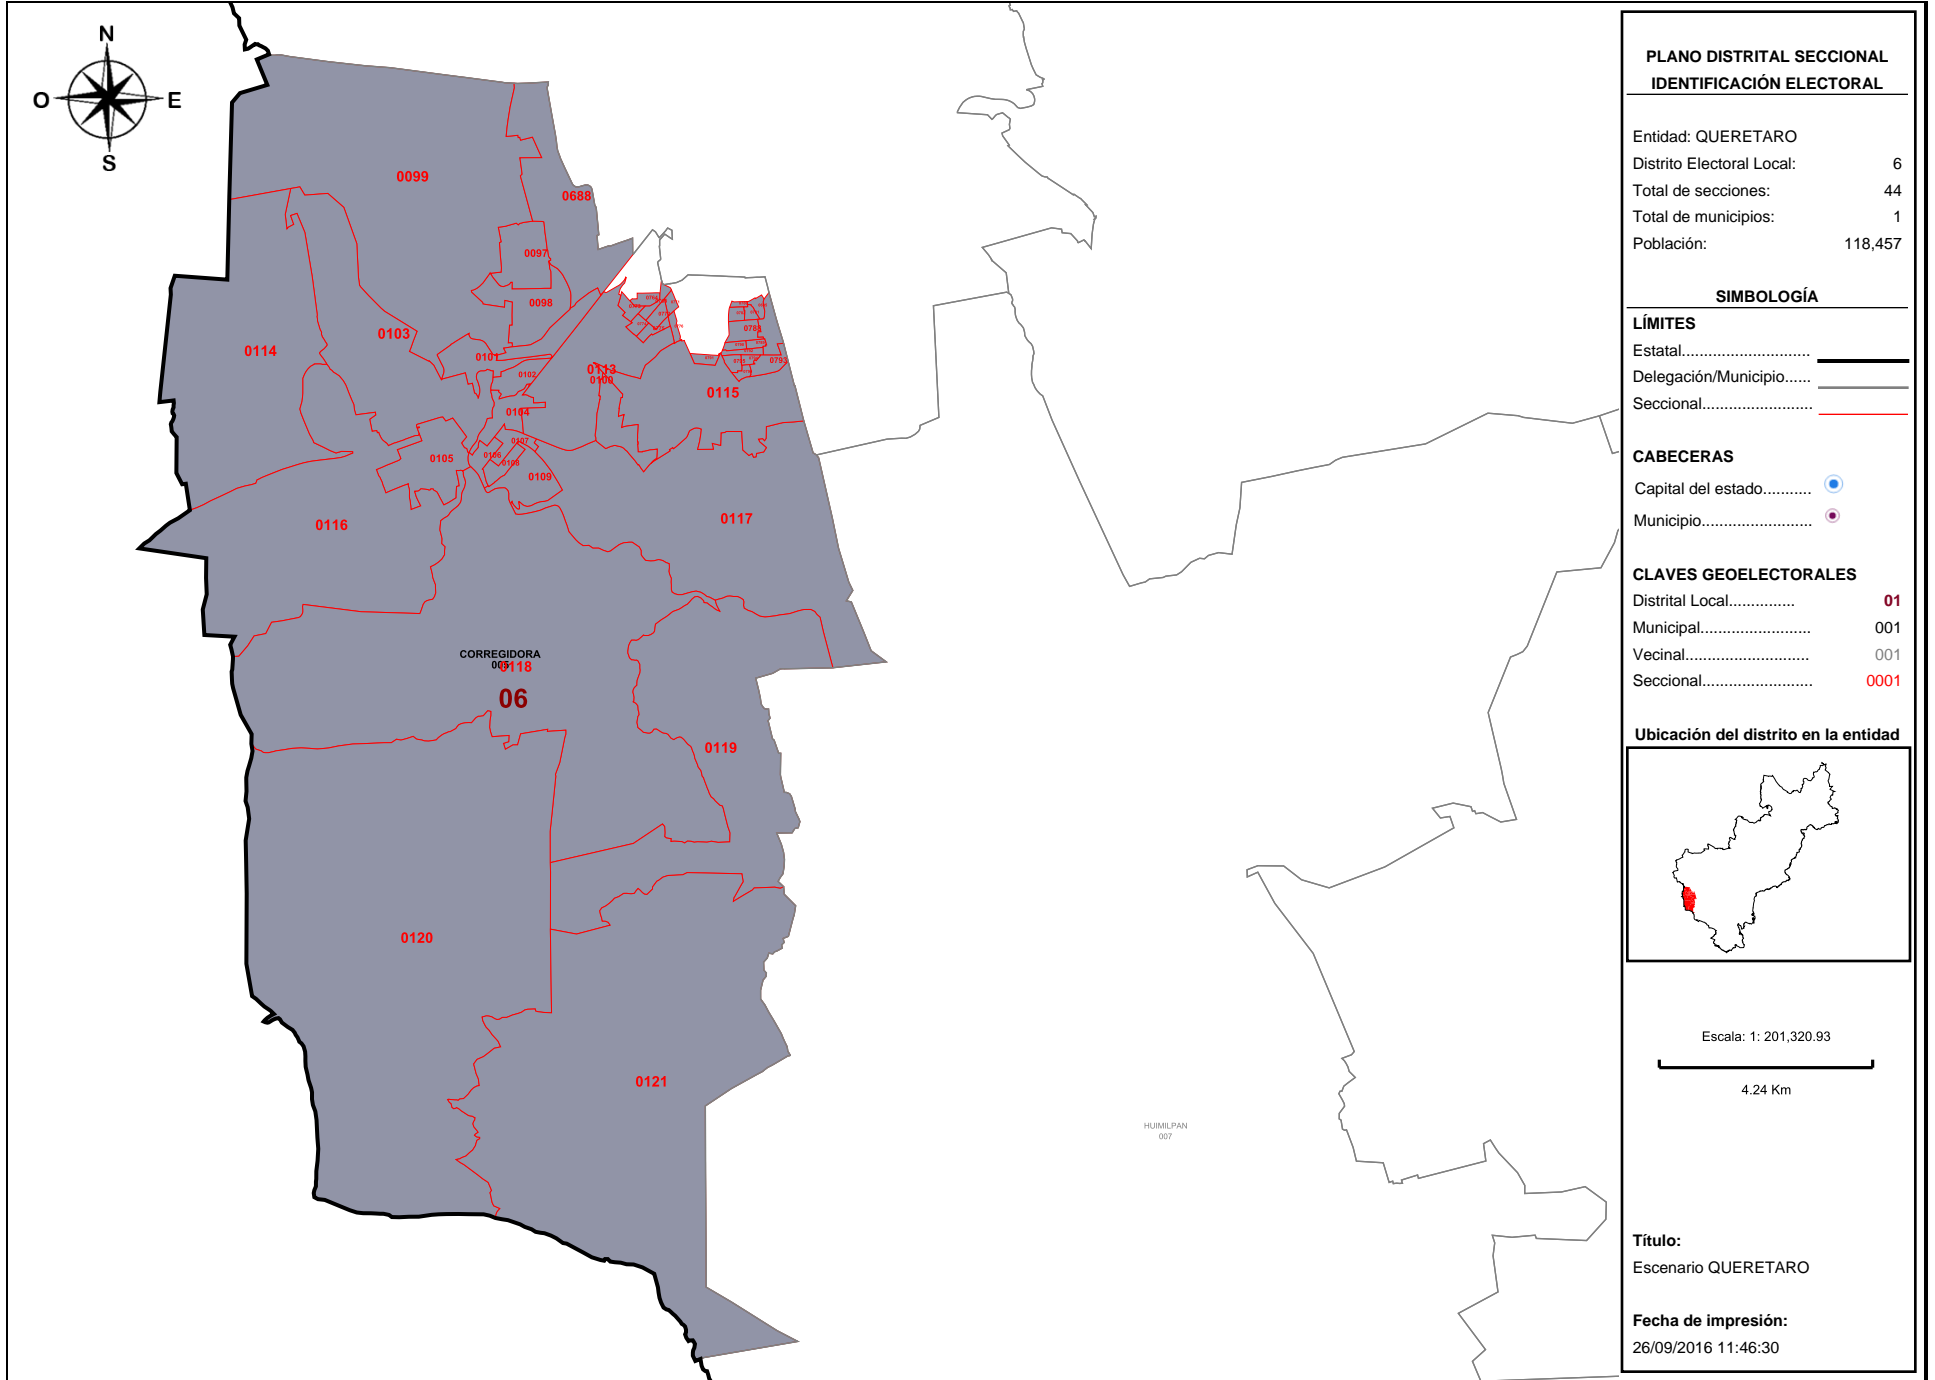 N
O
E
S
0099
0688
0097
0098
0103
0114
0101
0102
0113
0100
0115
0104
0107
0106
0108
0105
0109
0116
0117
0788
0793
CORREGIDORA
0118
06
0119
0120
0121
HUIMILPAN
007
PLANO DISTRITAL SECCIONAL
IDENTIFICACIÓN ELECTORAL
Entidad: QUERETARO
Distrito Electoral Local: 6
Total de secciones: 44
Total de municipios: 1
Población: 118,457
SIMBOLOGÍA
LÍMITES
Estatal..............................
Delegación/Municipio......
Seccional.........................
CABECERAS
Capital del estado...........
Municipio.........................
CLAVES GEOELECTORALES
Distrital Local............... 01
Municipal......................... 001
Vecinal............................ 001
Seccional......................... 0001
Ubicación del distrito en la entidad
Escala: 1: 201,320.93
4.24 Km
Título:
Escenario QUERETARO
Fecha de impresión:
26/09/2016 11:46:30